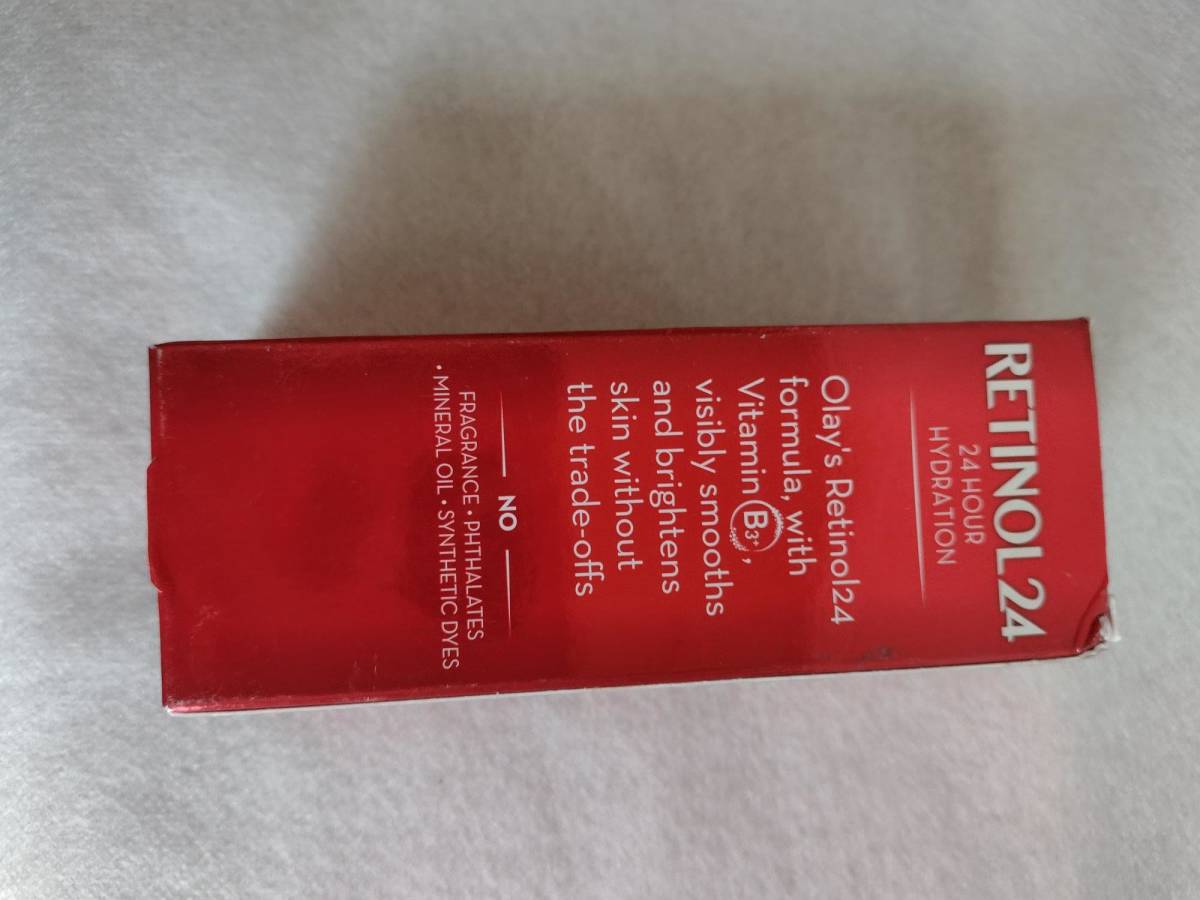 RETINOL24
24 HOUR
HYDRATION
Olay's Retinol24
formula, with
Vitamin B3+,
visibly smooths
and brightens
skin without
the trade-offs
NO
FRAGRANCE • PHTHALATES
• MINERAL OIL • SYNTHETIC DYES